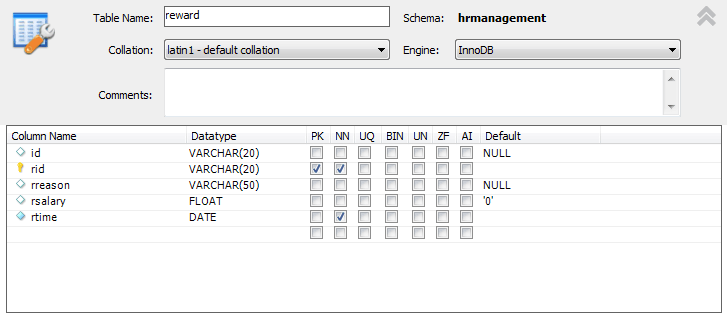 Table Name: reward Schema: hrmanagement
Collation: latin1 - default collation Engine: InnoDB
Comments:
Column Name Datatype PK NN UQ BIN UN ZF AI Default
id VARCHAR(20) NULL
rid VARCHAR(20)
rreason VARCHAR(50) NULL
rsalary FLOAT '0'
rtime DATE